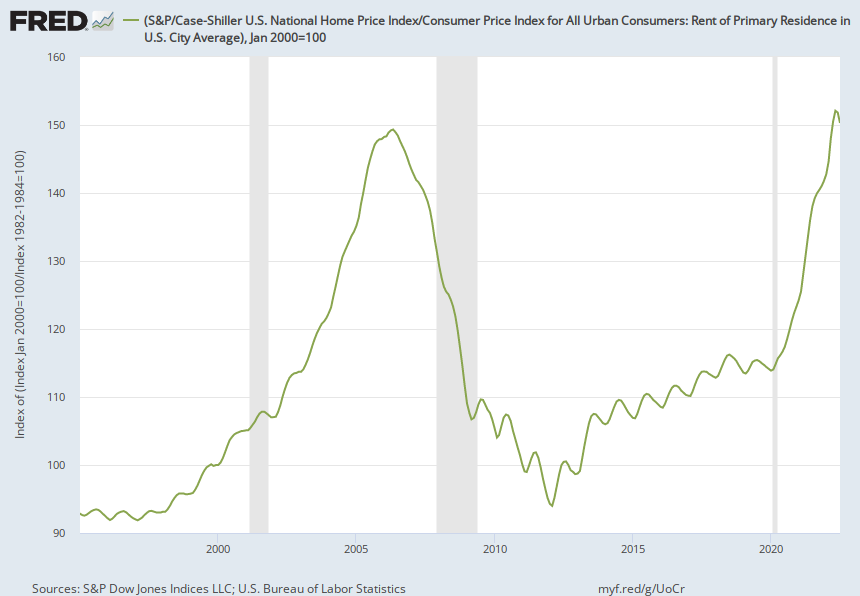 FRED
(S&P/Case-Shiller U.S. National Home Price Index/Consumer Price Index for All Urban Consumers: Rent of Primary Residence in
U.S. City Average), Jan 2000=100
Index of (Index Jan 2000=100/Index 1982-1984=100)
160
150
140
130
120
110
100
90
2000
2005
2010
2015
2020
Sources: S&P Dow Jones Indices LLC; U.S. Bureau of Labor Statistics
myf.red/g/UoCr